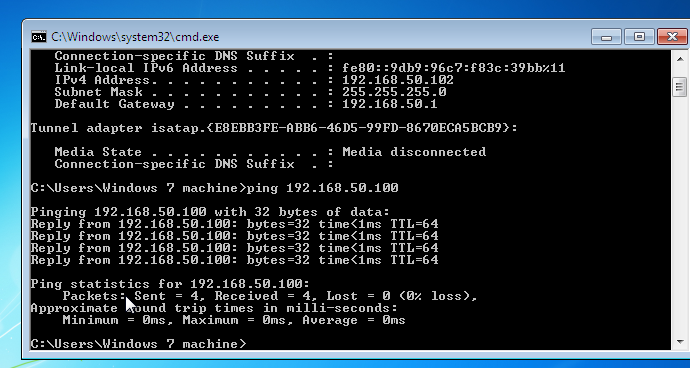 C:\Windows\system32\cmd.exe
Connection-specific DNS Suffix . :
Link-local IPv6 Address . . . . . : fe80::9db9:96c7:f83c:39bb%11
IPv4 Address. . . . . . . . . . . : 192.168.50.102
Subnet Mask . . . . . . . . . . . : 255.255.255.0
Default Gateway . . . . . . . . . : 192.168.50.1
Tunnel adapter isatap.{E8EBB3FE-ABB6-46D5-99FD-8670ECA5BCB9}:
Media State . . . . . . . . . . . : Media disconnected
Connection-specific DNS Suffix . :
C:\Users\Windows 7 machine>ping 192.168.50.100
Pinging 192.168.50.100 with 32 bytes of data:
Reply from 192.168.50.100: bytes=32 time<1ms TTL=64
Reply from 192.168.50.100: bytes=32 time<1ms TTL=64
Reply from 192.168.50.100: bytes=32 time<1ms TTL=64
Reply from 192.168.50.100: bytes=32 time<1ms TTL=64
Ping statistics for 192.168.50.100:
Packets: Sent = 4, Received = 4, Lost = 0 (0% loss),
Approximate round trip times in milli-seconds:
Minimum = 0ms, Maximum = 0ms, Average = 0ms
C:\Users\Windows 7 machine>